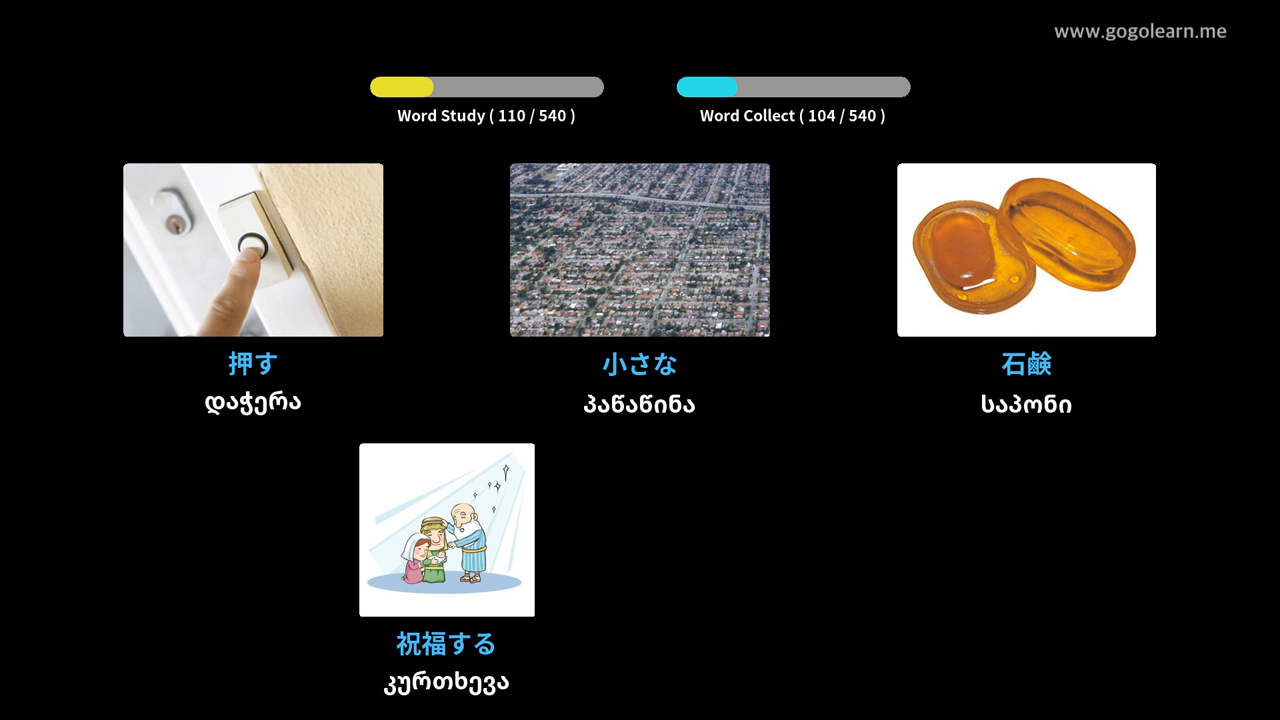 www.gogolearn.me
Word Study ( 110 / 540 )
Word Collect ( 104 / 540 )
押す
დაჭერა
小さな
პაწაწინა
石鹸
საპონი
祝福する
კურთხევა